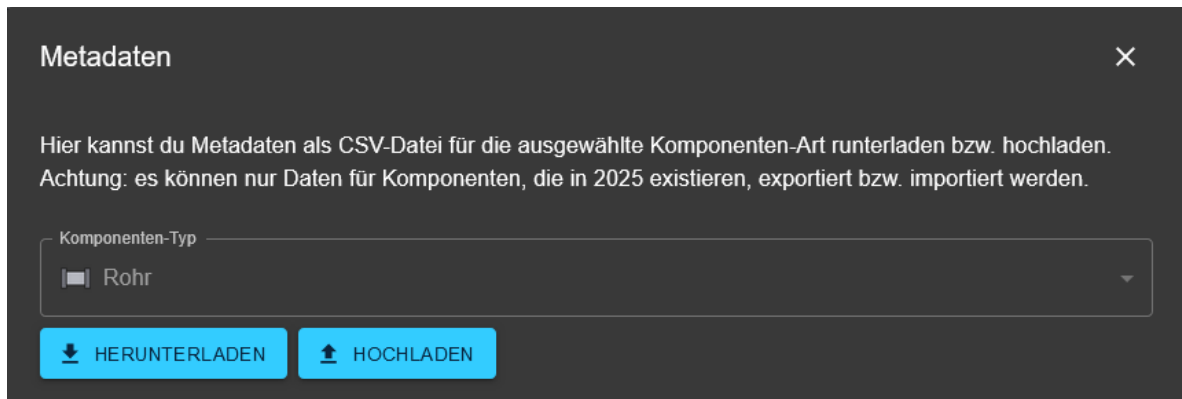 Metadaten
Hier kannst du Metadaten als CSV-Datei für die ausgewählte Komponenten-Art runterladen bzw. hochladen.
Achtung: es können nur Daten für Komponenten, die in 2025 existieren, exportiert bzw. importiert werden.
Komponenten-Typ
Rohr
HERUNTERLADEN
HOCHLADEN